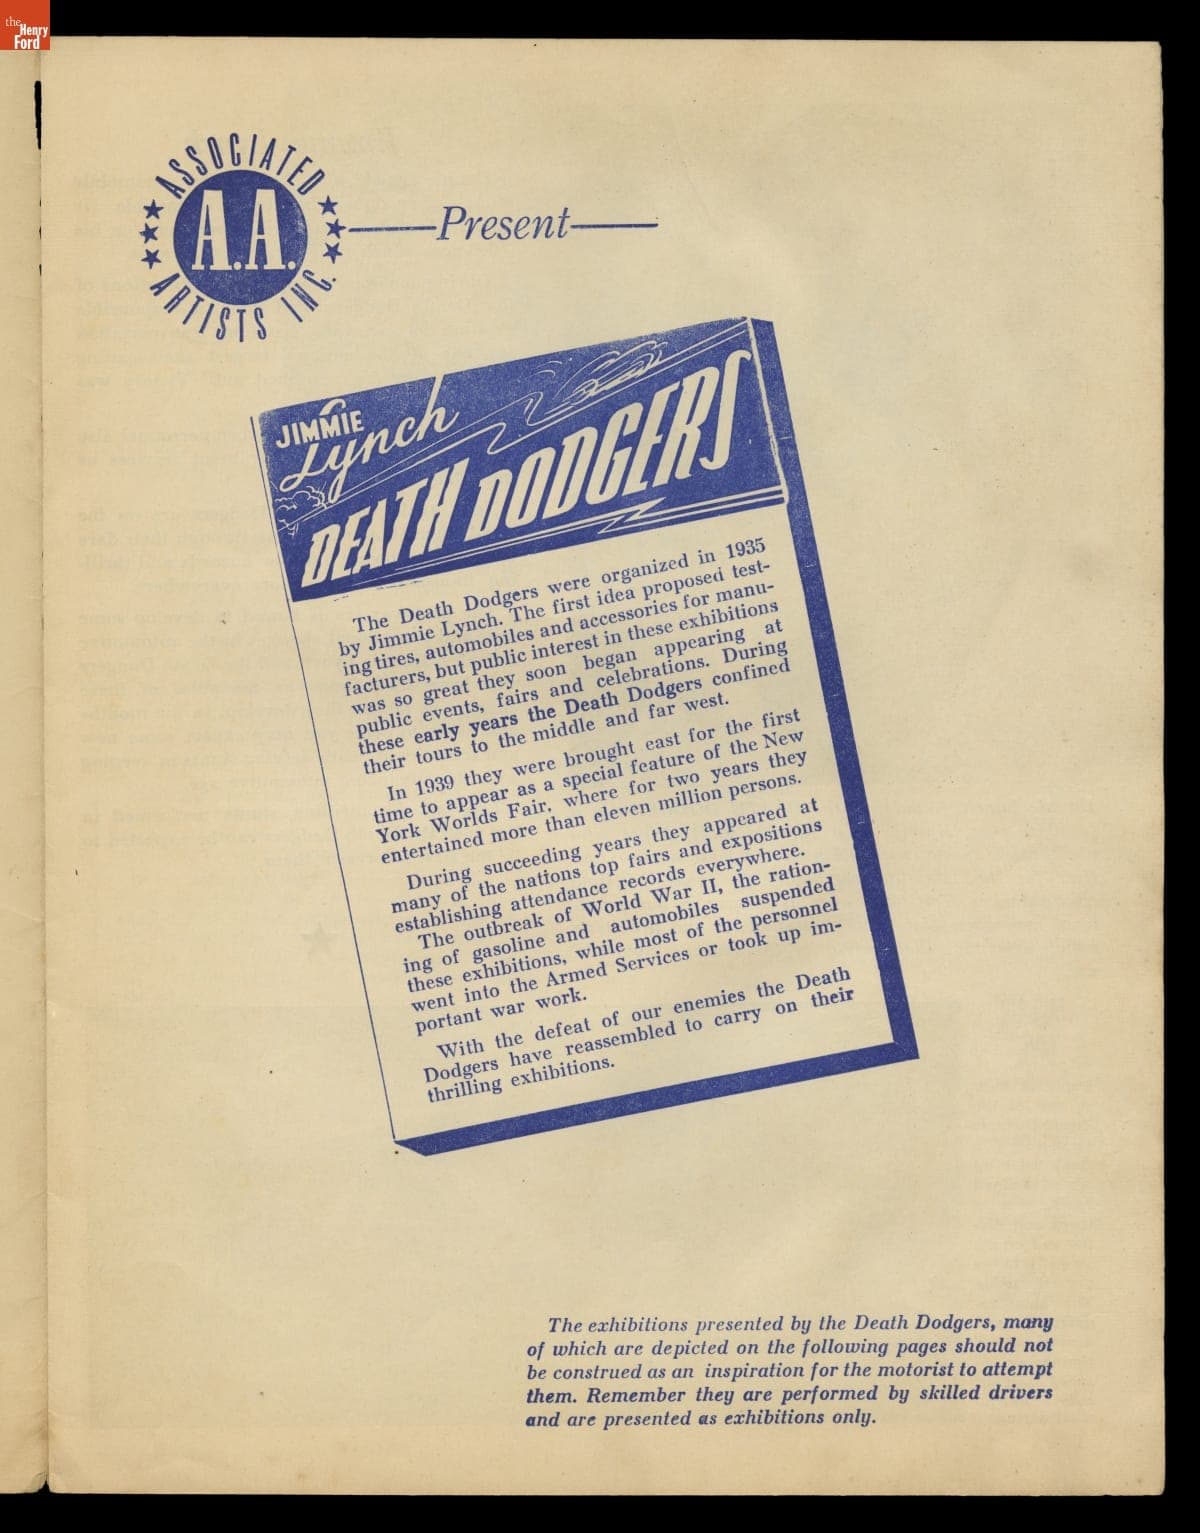 the
Henry
Ford
ASSOCIATED
A.A.
ARTISTS INC.
Present
JIMMIE
Lynch
DEATH DODGERS
The Death Dodgers were organized in 1935
by Jimmie Lynch. The first idea proposed test-
ing tires, automobiles and accessories for manu-
facturers, but public interest in these exhibitions
was so great they soon began appearing at
public events, fairs and celebrations. During
these early years the Death Dodgers confined
their tours to the middle and far west.
In 1939 they were brought east for the first
time to appear as a special feature of the New
York Worlds Fair, where for two years they
entertained more than eleven million persons.
During succeeding years they appeared at
many of the nations top fairs and expositions
establishing attendance records everywhere.
The outbreak of World War II, the ration-
ing of gasoline and automobiles suspended
these exhibitions, while most of the personnel
went into the Armed Services or took up im-
portant war work.
With the defeat of our enemies the Death
Dodgers have reassembled to carry on their
thrilling exhibitions.
The exhibitions presented by the Death Dodgers, many
of which are depicted on the following pages should not
be construed as an inspiration for the motorist to attempt
them. Remember they are performed by skilled drivers
and are presented as exhibitions only.